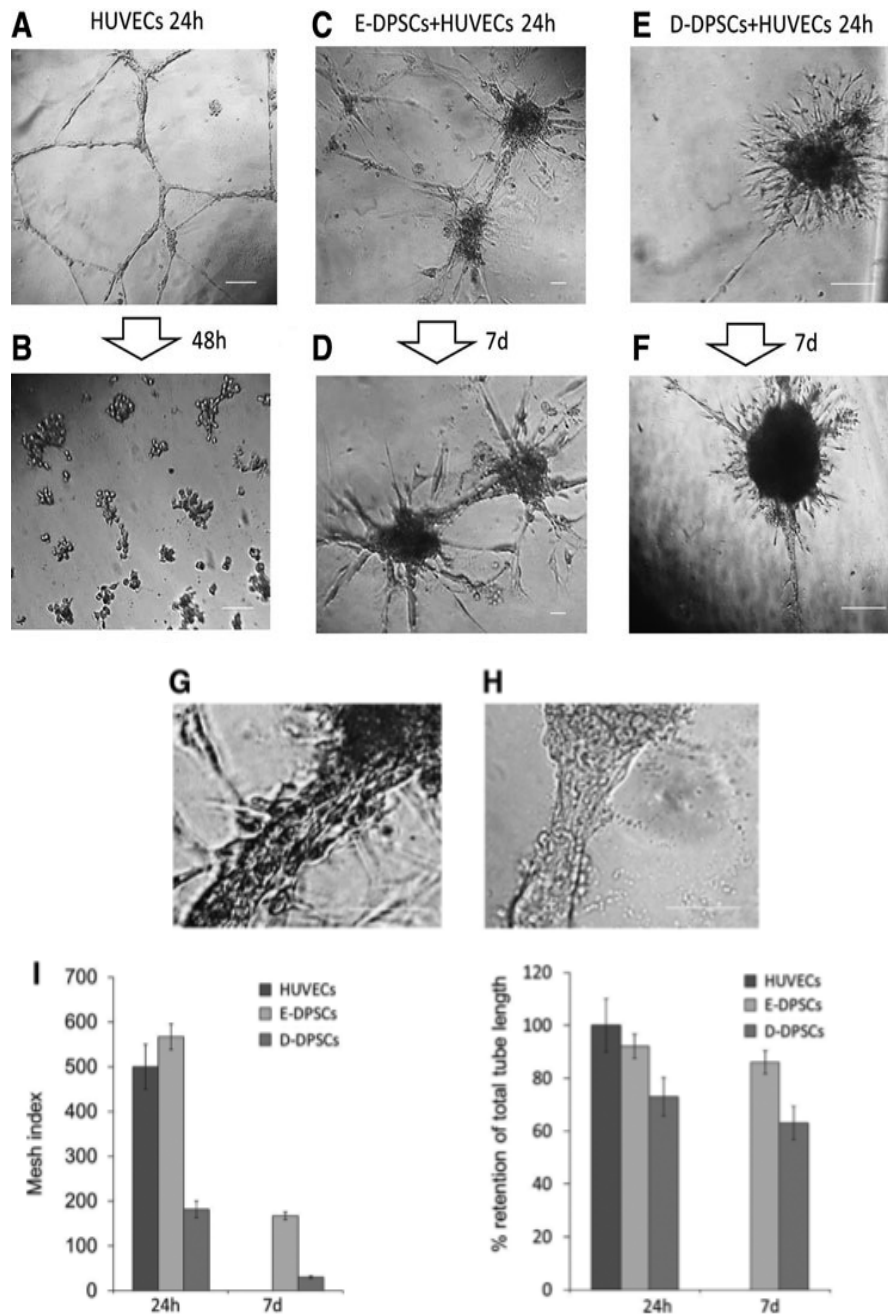 A HUVECs 24h
C E-DPSCs+HUVECs 24h
E D-DPSCs+HUVECs 24h
B 48h
D 7d
F 7d
G
H
I
700
600
500
400
300
200
100
0
Mesh index
HUVECs
E-DPSCs
D-DPSCs
24h 7d
120
100
80
60
40
20
0
% retention of total tube length
HUVECs
E-DPSCs
D-DPSCs
24h 7d